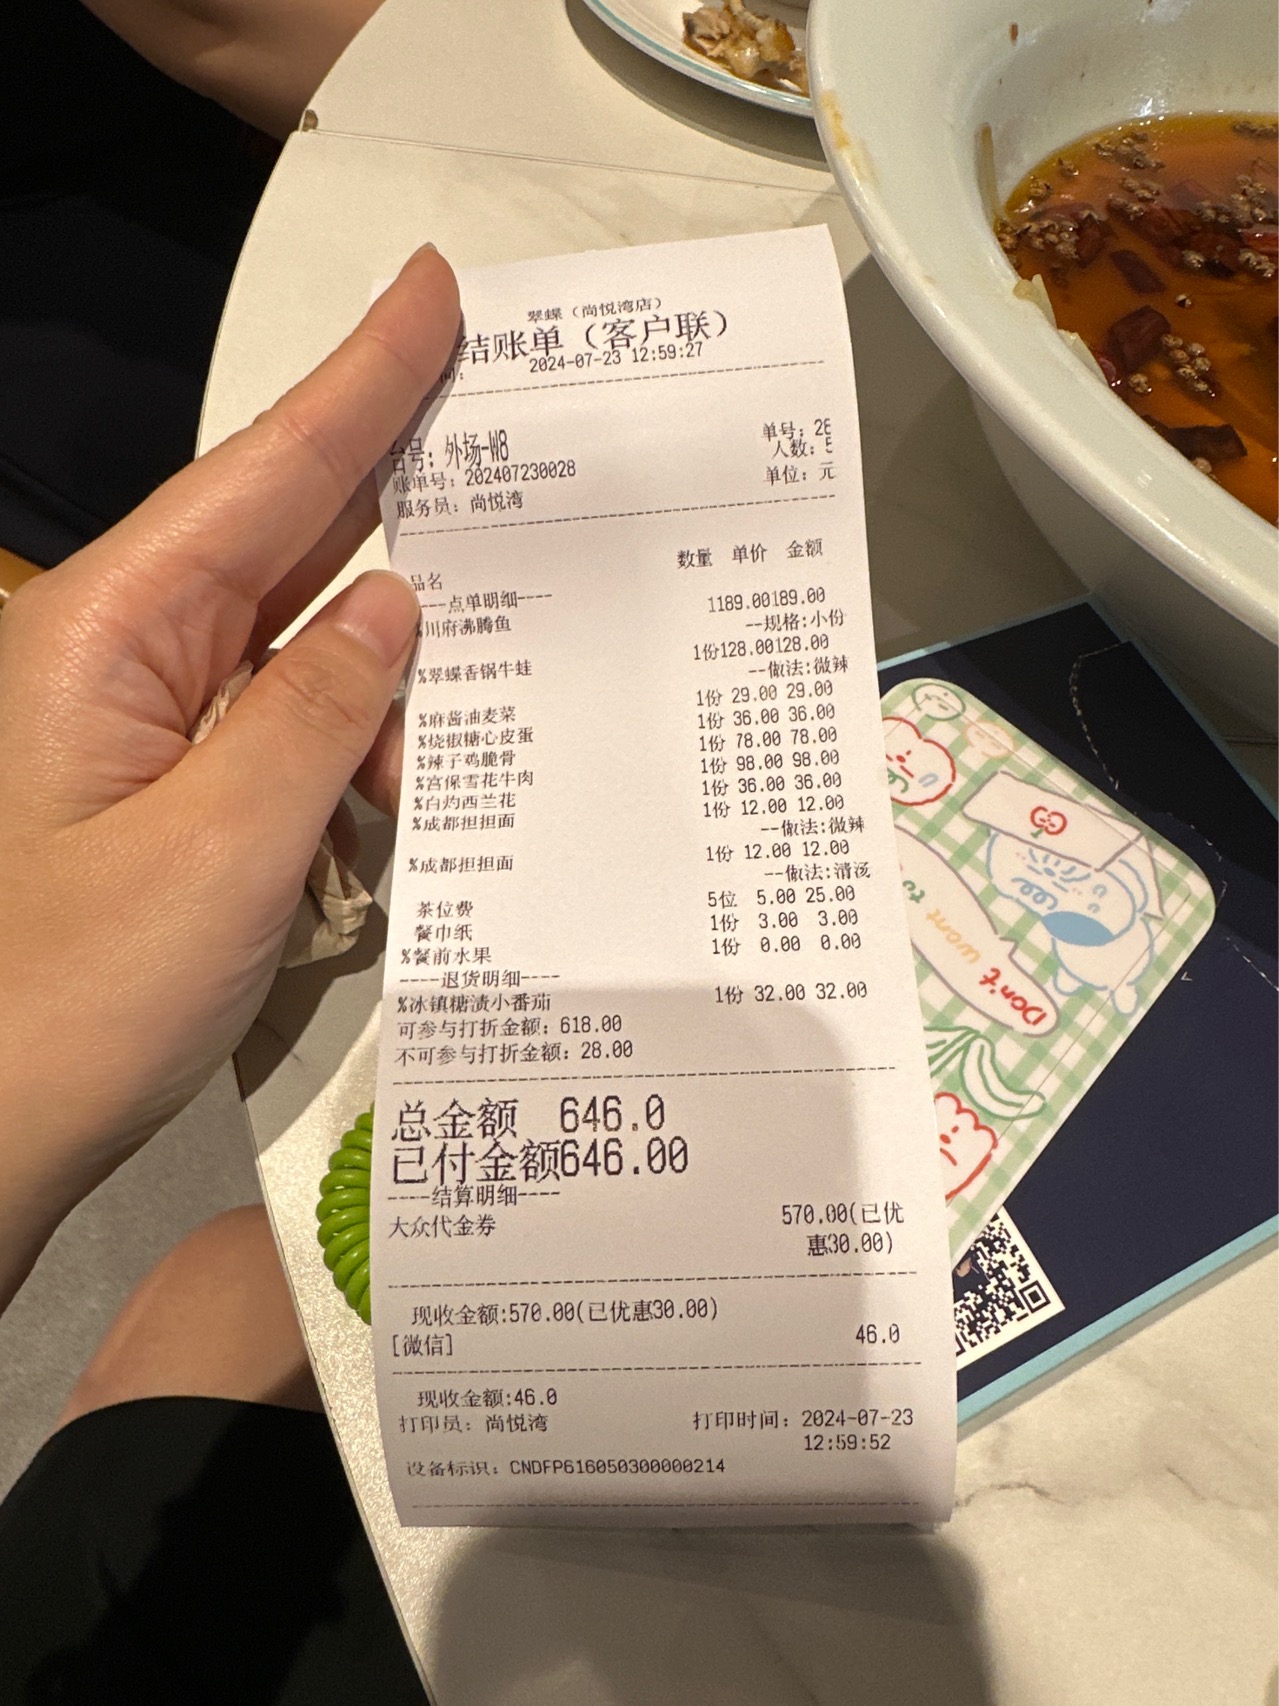 翠蝶（尚悦湾店）
结账单（客户联）
间： 2024-07-23 12:59:27
台号：外场-W8
单号：28
账单号：202407230028
人数：5
服务员：尚悦湾
单位：元
品名 数量 单价 金额
----点单明细----
%川府沸腾鱼 1189.00189.00
--规格:小份
%翠蝶香锅牛蛙 1份128.00128.00
--做法:微辣
%麻酱油麦菜 1份 29.00 29.00
%烧椒糖心皮蛋 1份 36.00 36.00
%辣子鸡脆骨 1份 78.00 78.00
%宫保雪花牛肉 1份 98.00 98.00
%白灼西兰花 1份 36.00 36.00
%成都担担面 1份 12.00 12.00
--做法:微辣
%成都担担面 1份 12.00 12.00
--做法:清汤
茶位费 5位 5.00 25.00
餐巾纸 1份 3.00 3.00
%餐前水果 1份 0.00 0.00
----退货明细----
%冰镇糖渍小番茄 1份 32.00 32.00
可参与打折金额：618.00
不可参与打折金额：28.00
总金额 646.0
已付金额646.00
----结算明细----
大众代金券 570.00(已优
惠30.00)
现收金额:570.00(已优惠30.00)
[微信] 46.0
现收金额:46.0
打印员：尚悦湾 打印时间：2024-07-23
12:59:52
设备标识：CNDFP616050300000214
Don't want to